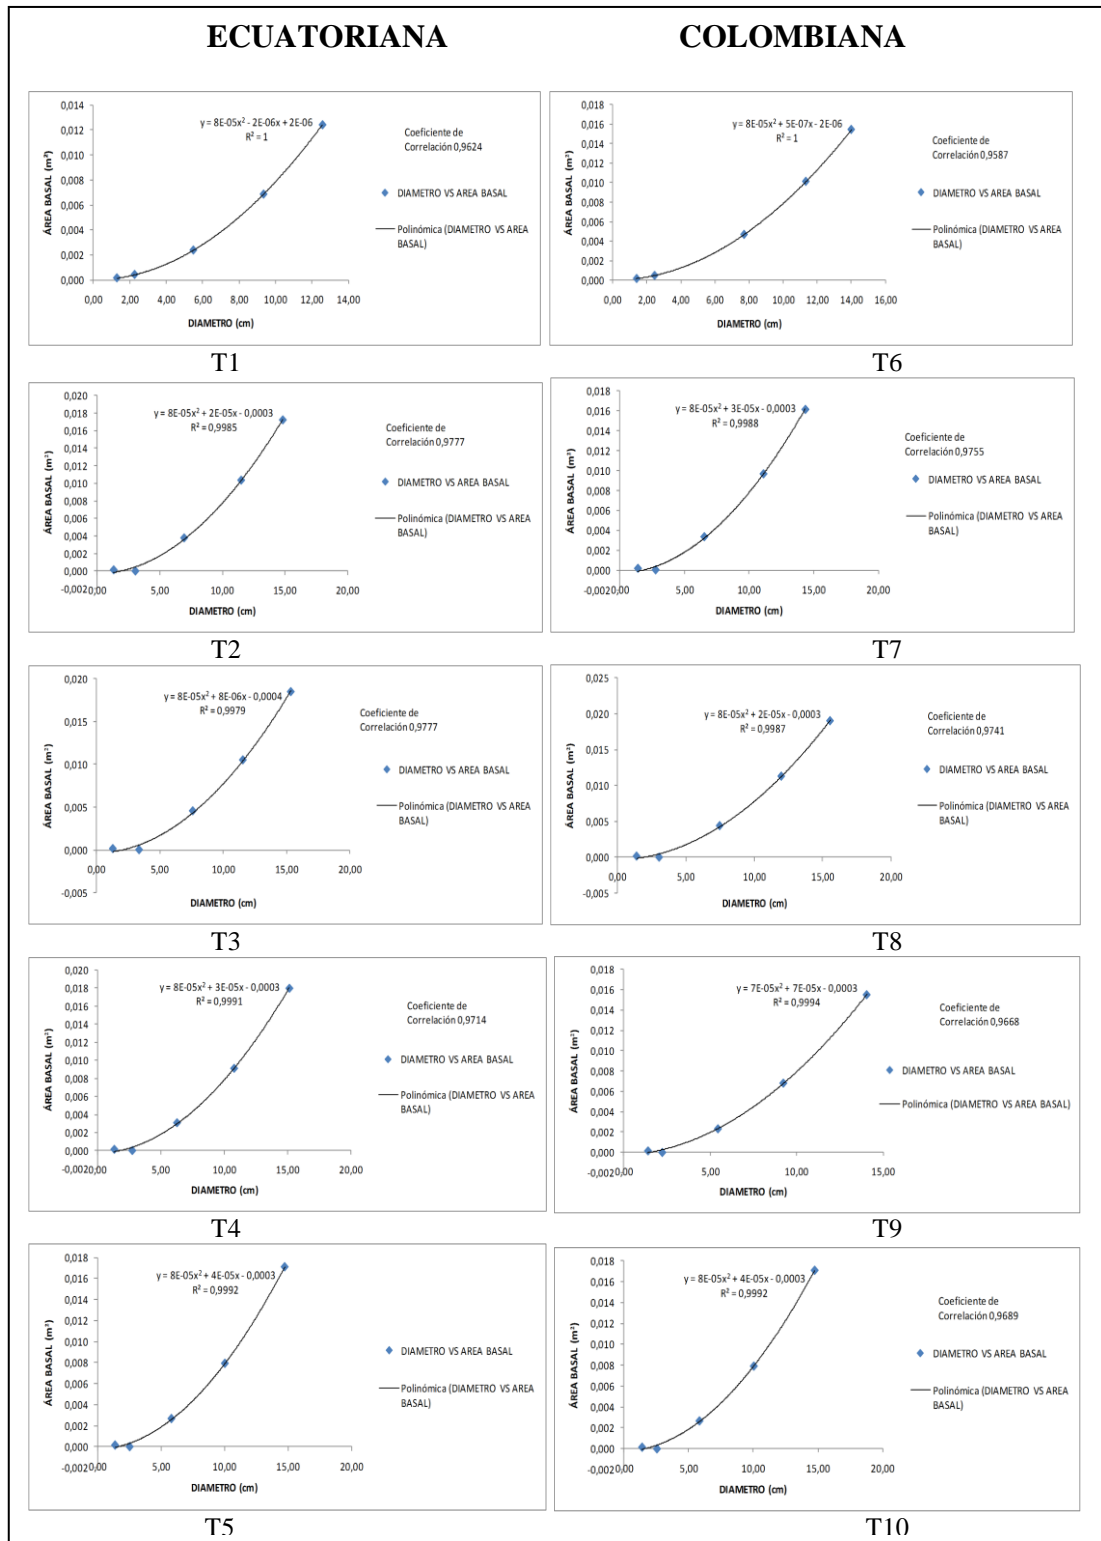 ECUATORIANA COLOMBIANA
0,014
0,012
0,010
0,008
0,006
0,004
0,002
0,000
ÁREA BASAL (m²)
y = 8E-05x² - 2E-06x + 2E-06
R² = 1
Coeficiente de
Correlación 0,9624
DIAMETRO VS AREA BASAL
Polinómica (DIAMETRO VS AREA
BASAL)
0,00 2,00 4,00 6,00 8,00 10,00 12,00 14,00
DIAMETRO (cm)
T1
0,018
0,016
0,014
0,012
0,010
0,008
0,006
0,004
0,002
0,000
ÁREA BASAL (m²)
y = 8E-05x² + 5E-07x - 2E-06
R² = 1
Coeficiente de
Correlación 0,9587
DIAMETRO VS AREA BASAL
Polinómica (DIAMETRO VS AREA
BASAL)
0,00 2,00 4,00 6,00 8,00 10,00 12,00 14,00 16,00
DIAMETRO (cm)
T6
0,020
0,018
0,016
0,014
0,012
0,010
0,008
0,006
0,004
0,002
0,000
-0,002
ÁREA BASAL (m²)
y = 8E-05x² + 2E-05x - 0,0003
R² = 0,9985
Coeficiente de
Correlación 0,9777
DIAMETRO VS AREA BASAL
Polinómica (DIAMETRO VS AREA
BASAL)
0,00 5,00 10,00 15,00 20,00
DIAMETRO (cm)
T2
0,018
0,016
0,014
0,012
0,010
0,008
0,006
0,004
0,002
0,000
-0,002
ÁREA BASAL (m²)
y = 8E-05x² + 3E-05x - 0,0003
R² = 0,9988
Coeficiente de
Correlación 0,9755
DIAMETRO VS AREA BASAL
Polinómica (DIAMETRO VS AREA
BASAL)
0,00 5,00 10,00 15,00 20,00
DIAMETRO (cm)
T7
0,020
0,015
0,010
0,005
0,000
-0,005
ÁREA BASAL (m²)
y = 8E-05x² + 8E-06x - 0,0004
R² = 0,9979
Coeficiente de
Correlación 0,9777
DIAMETRO VS AREA BASAL
Polinómica (DIAMETRO VS AREA
BASAL)
0,00 5,00 10,00 15,00 20,00
DIAMETRO (cm)
T3
0,025
0,020
0,015
0,010
0,005
0,000
-0,005
ÁREA BASAL (m²)
y = 8E-05x² + 2E-05x - 0,0003
R² = 0,9987
Coeficiente de
Correlación 0,9741
DIAMETRO VS AREA BASAL
Polinómica (DIAMETRO VS AREA
BASAL)
0,00 5,00 10,00 15,00 20,00
DIAMETRO (cm)
T8
0,020
0,018
0,016
0,014
0,012
0,010
0,008
0,006
0,004
0,002
0,000
-0,002
ÁREA BASAL (m²)
y = 8E-05x² + 3E-05x - 0,0003
R² = 0,9991
Coeficiente de
Correlación 0,9714
DIAMETRO VS AREA BASAL
Polinómica (DIAMETRO VS AREA
BASAL)
0,00 5,00 10,00 15,00 20,00
DIAMETRO (cm)
T4
0,018
0,016
0,014
0,012
0,010
0,008
0,006
0,004
0,002
0,000
-0,002
ÁREA BASAL (m²)
y = 7E-05x² + 7E-05x - 0,0003
R² = 0,9994
Coeficiente de
Correlación 0,9668
DIAMETRO VS AREA BASAL
Polinómica (DIAMETRO VS AREA BASAL)
0,00 5,00 10,00 15,00
DIAMETRO (cm)
T9
0,018
0,016
0,014
0,012
0,010
0,008
0,006
0,004
0,002
0,000
-0,002
ÁREA BASAL (m²)
y = 8E-05x² + 4E-05x - 0,0003
R² = 0,9992
DIAMETRO VS AREA BASAL
Polinómica (DIAMETRO VS AREA
BASAL)
0,00 5,00 10,00 15,00 20,00
DIAMETRO (cm)
T5
0,018
0,016
0,014
0,012
0,010
0,008
0,006
0,004
0,002
0,000
-0,002
ÁREA BASAL (m²)
y = 8E-05x² + 4E-05x - 0,0003
R² = 0,9992
Coeficiente de
Correlación 0,9689
DIAMETRO VS AREA BASAL
Polinómica (DIAMETRO VS AREA
BASAL)
0,00 5,00 10,00 15,00 20,00
DIAMETRO (cm)
T10